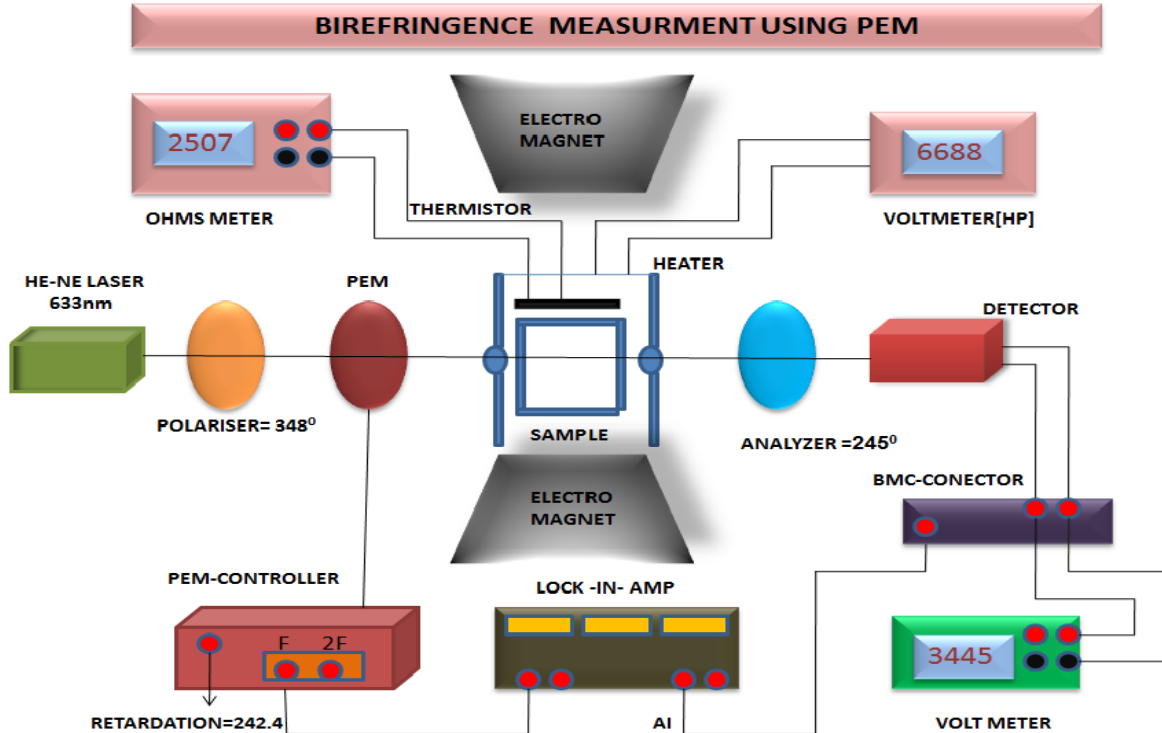 BIREFRINGENCE MEASURMENT USING PEM
ELECTRO
MAGNET
2507
6688
OHMS METER
THERMISTOR
VOLTMETER[HP]
HE-NE LASER
633nm
PEM
HEATER
DETECTOR
POLARISER= 348⁰
SAMPLE
ANALYZER =245⁰
ELECTRO
MAGNET
BMC-CONECTOR
PEM-CONTROLLER
LOCK -IN- AMP
F 2F
3445
RETARDATION=242.4
AI
VOLT METER